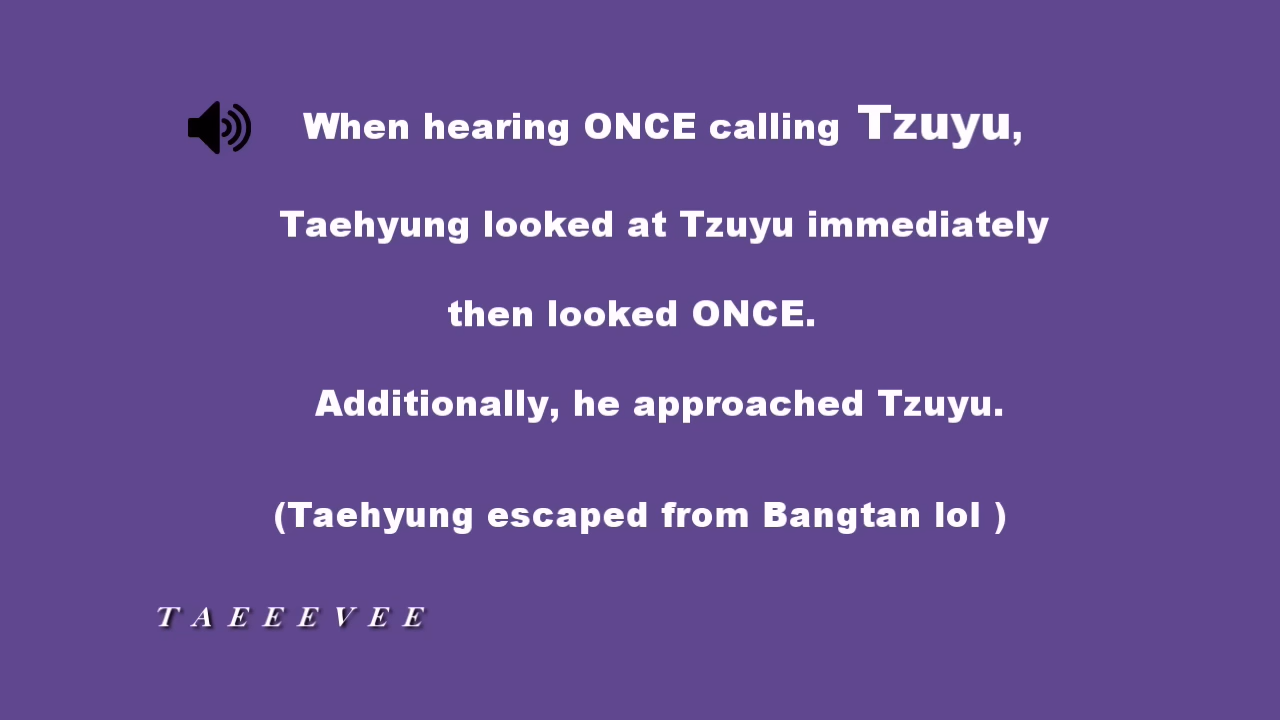 When hearing ONCE calling Tzuyu,
Taehyung looked at Tzuyu immediately
then looked ONCE.
Additionally, he approached Tzuyu.
(Taehyung escaped from Bangtan lol )
T A E E E V E E